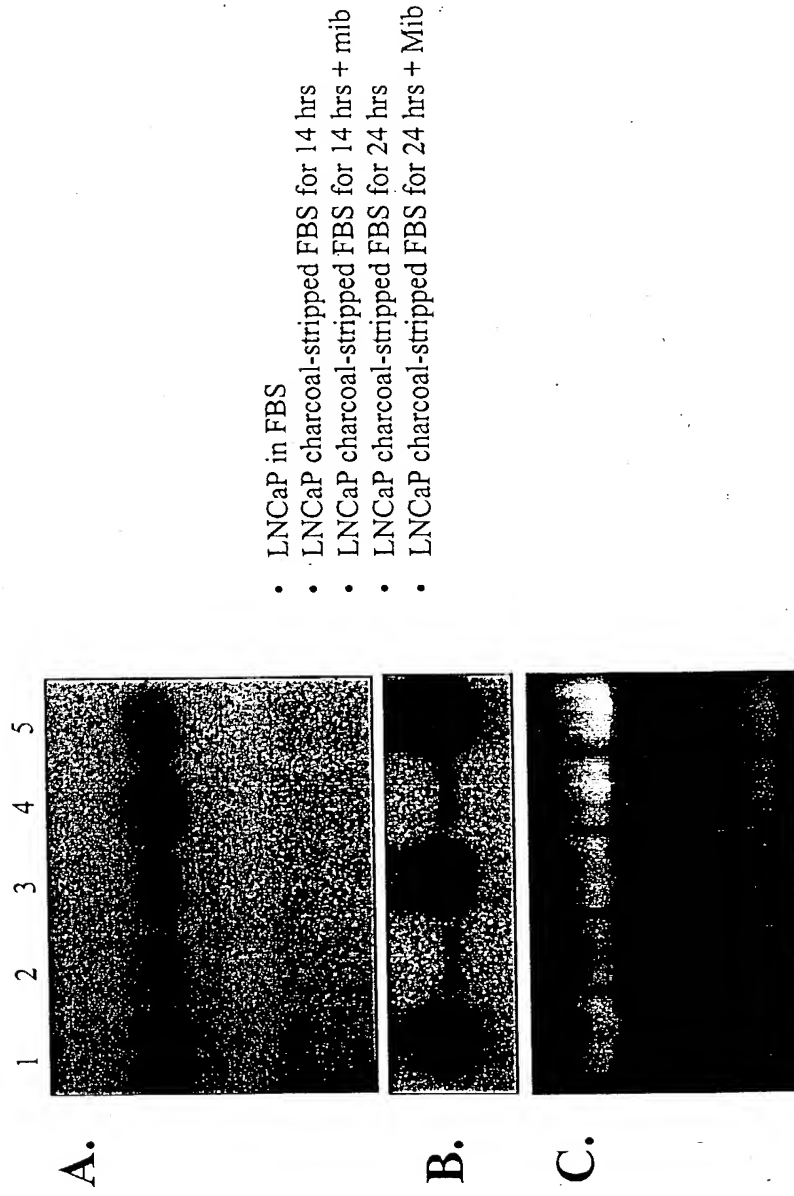 1 2 3 4 5
A.
B.
C.
• LNCaP in FBS
• LNCaP charcoal-stripped FBS for 14 hrs
• LNCaP charcoal-stripped FBS for 14 hrs + mib
• LNCaP charcoal-stripped FBS for 24 hrs
• LNCaP charcoal-stripped FBS for 24 hrs + Mib